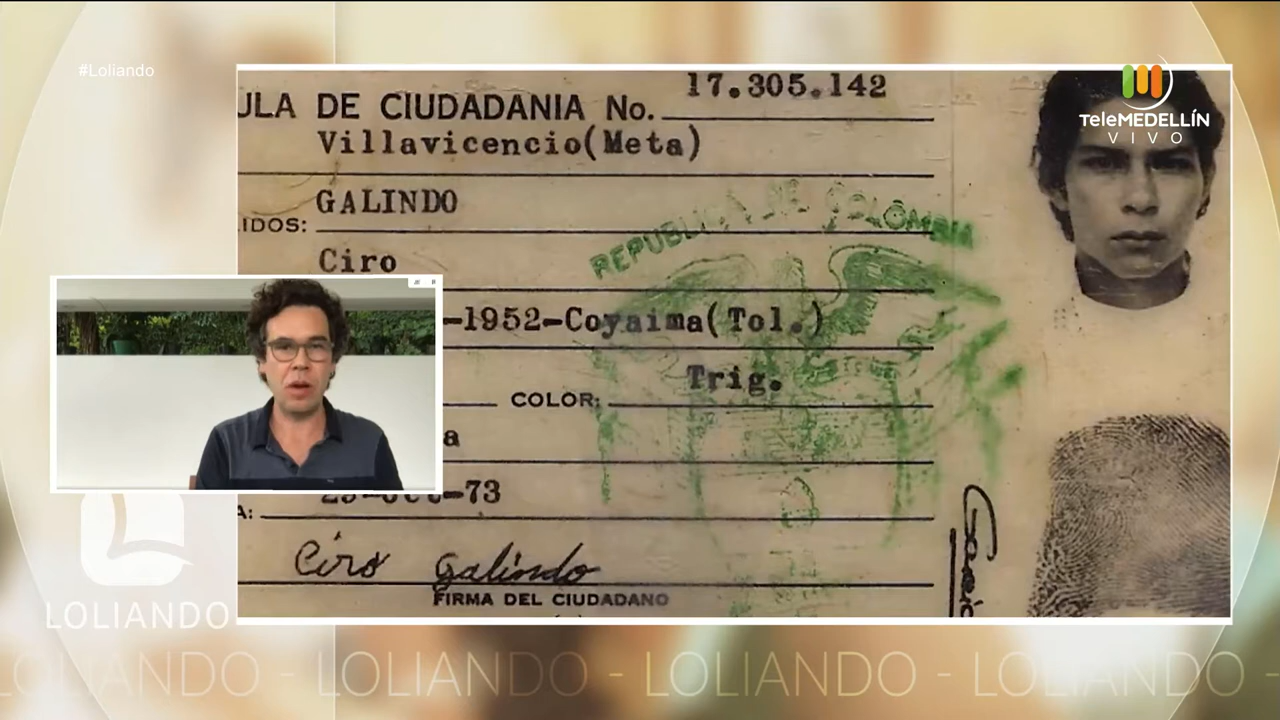 #Loliando
TeleMEDELLÍN
VIVO
17.305.142
ULA DE CIUDADANIA No.
Villavicencio(Meta)
GALINDO
IDOS:
REPUBLICA DE COLOMBIA
Ciro
-1952-Coyaima(Tol.)
Trig.
COLOR:
a
-73
A:
Ciro Galindo
FIRMA DEL CIUDADANO
LOLIANDO
LOLIANDO - LOLIANDO - LOLIANDO - LOLIANDO -